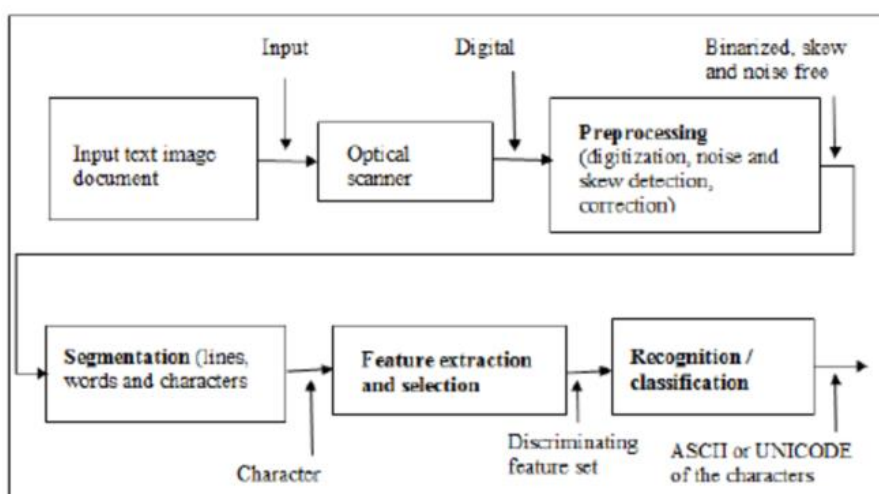 Input
Digital
Binarized, skew
and noise free
Input text image
document
Optical
scanner
Preprocessing
(digitization, noise and
skew detection,
correction)
Segmentation (lines,
words and characters
Feature extraction
and selection
Recognition /
classification
Character
Discriminating
feature set
ASCII or UNICODE
of the characters